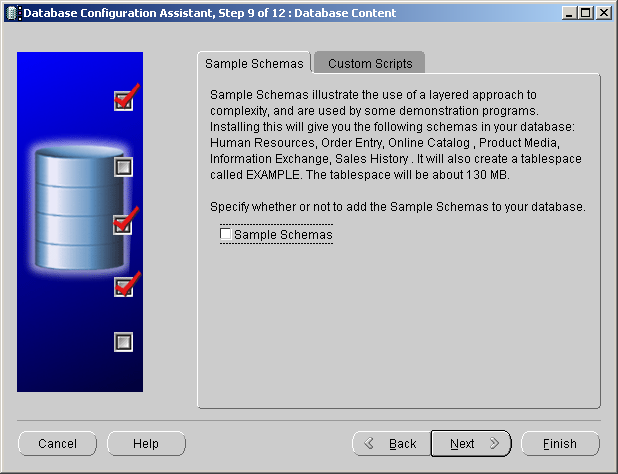 Database Configuration Assistant, Step 9 of 12 : Database Content
Sample Schemas
Custom Scripts
Sample Schemas illustrate the use of a layered approach to
complexity, and are used by some demonstration programs.
Installing this will give you the following schemas in your database:
Human Resources, Order Entry, Online Catalog , Product Media,
Information Exchange, Sales History . It will also create a tablespace
called EXAMPLE. The tablespace will be about 130 MB.
Specify whether or not to add the Sample Schemas to your database.
Sample Schemas
Cancel
Help
Back
Next
Finish